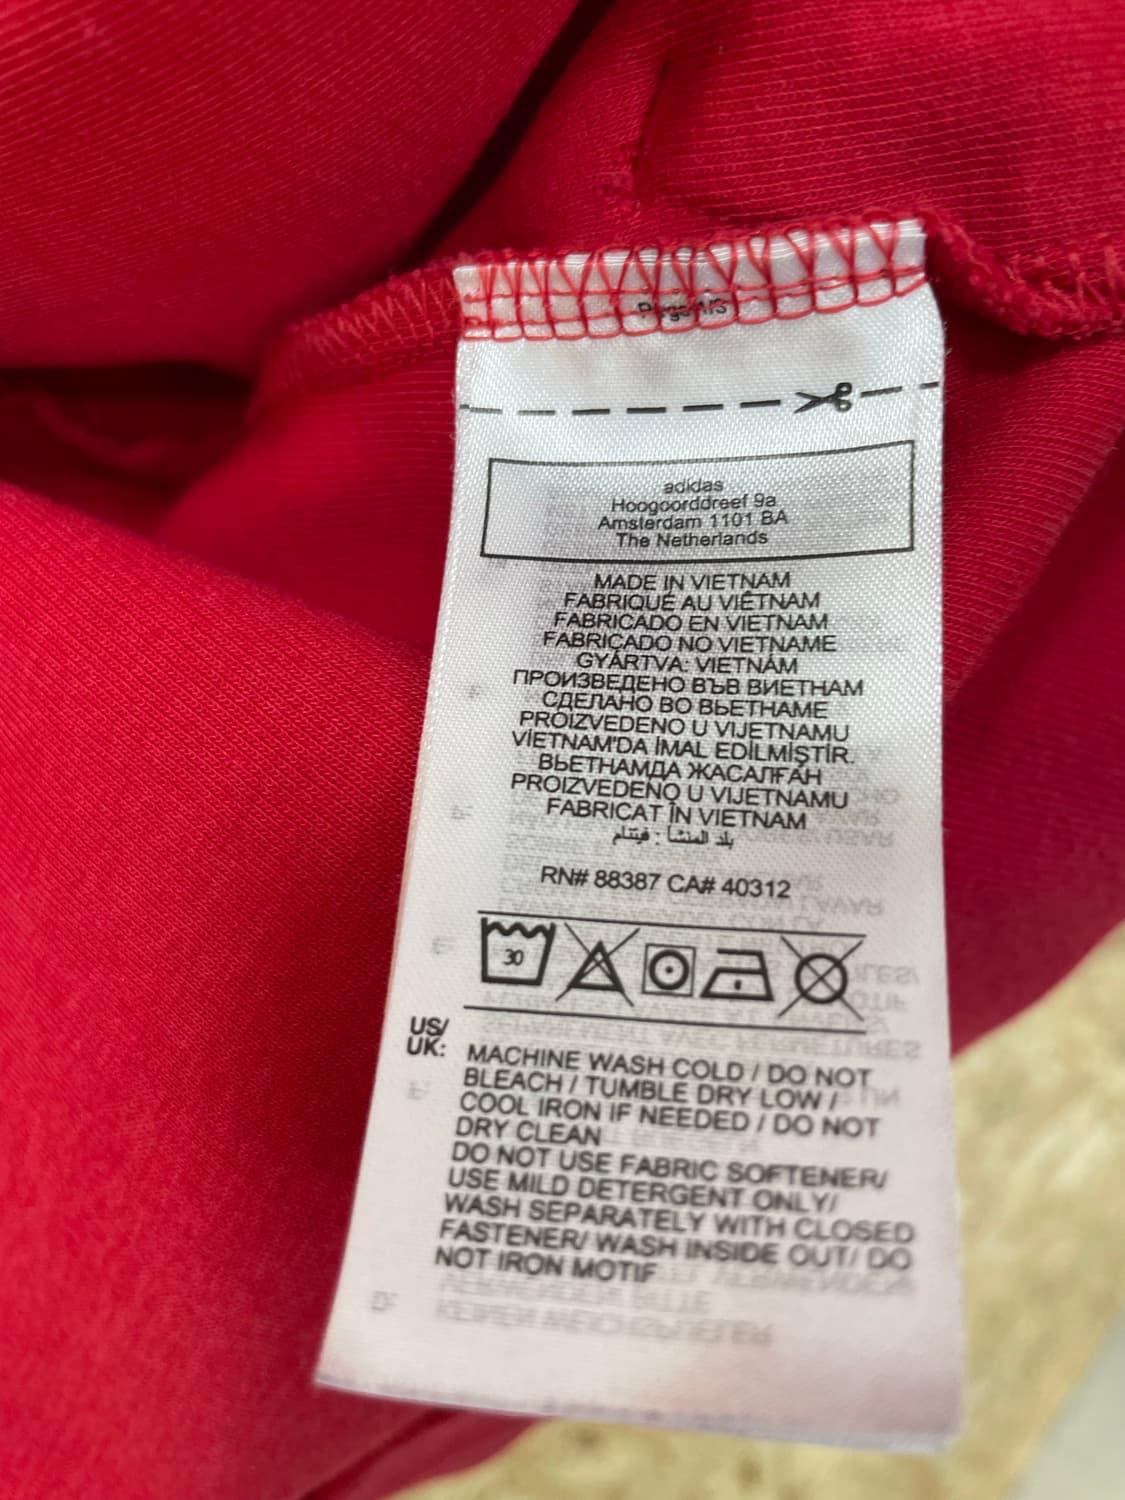 Page 1/3
adidas
Hoogoorddreef 9a
Amsterdam 1101 BA
The Netherlands
MADE IN VIETNAM
FABRIQUÉ AU VIÊTNAM
FABRICADO EN VIETNAM
FABRICADO NO VIETNAME
GYÁRTVA: VIETNÁM
ПРОИЗВЕДЕНО ВЪВ ВИЕТНАМ
СДЕЛАНО ВО ВЬЕТНАМЕ
PROIZVEDENO U VIJETNAMU
VİETNAM'DA İMAL EDİLMİŞTİR.
ВЬЕТНАМДА ЖАСАЛҒАН
PROIZVEDENO U VIJETNAMU
FABRICAT ÎN VIETNAM
بلد المنشأ : فيتنام
RN# 88387 CA# 40312
30
US/
UK:
MACHINE WASH COLD / DO NOT
BLEACH / TUMBLE DRY LOW /
COOL IRON IF NEEDED / DO NOT
DRY CLEAN
DO NOT USE FABRIC SOFTENER/
USE MILD DETERGENT ONLY/
WASH SEPARATELY WITH CLOSED
FASTENER/ WASH INSIDE OUT/ DO
NOT IRON MOTIF